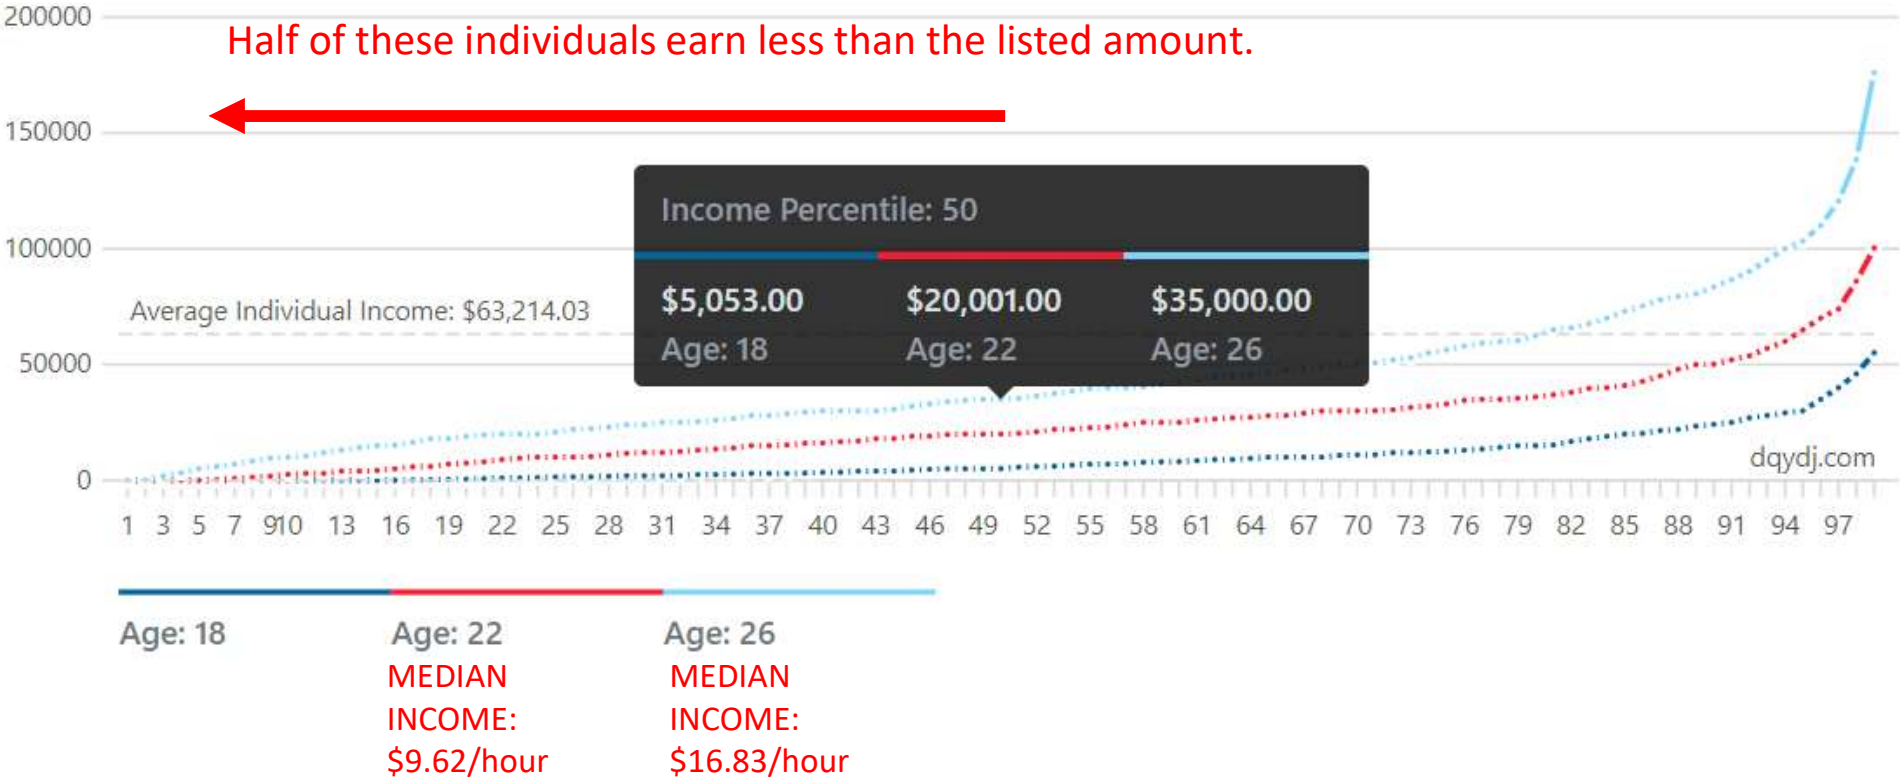 200000
Half of these individuals earn less than the listed amount.
150000
Income Percentile: 50
100000
$5,053.00 $20,001.00 $35,000.00
Average Individual Income: $63,214.03
Age: 18 Age: 22 Age: 26
50000
dqydj.com
0
1 3 5 7 910 13 16 19 22 25 28 31 34 37 40 43 46 49 52 55 58 61 64 67 70 73 76 79 82 85 88 91 94 97
Age: 18 Age: 22 Age: 26
MEDIAN MEDIAN
INCOME: INCOME:
$9.62/hour $16.83/hour